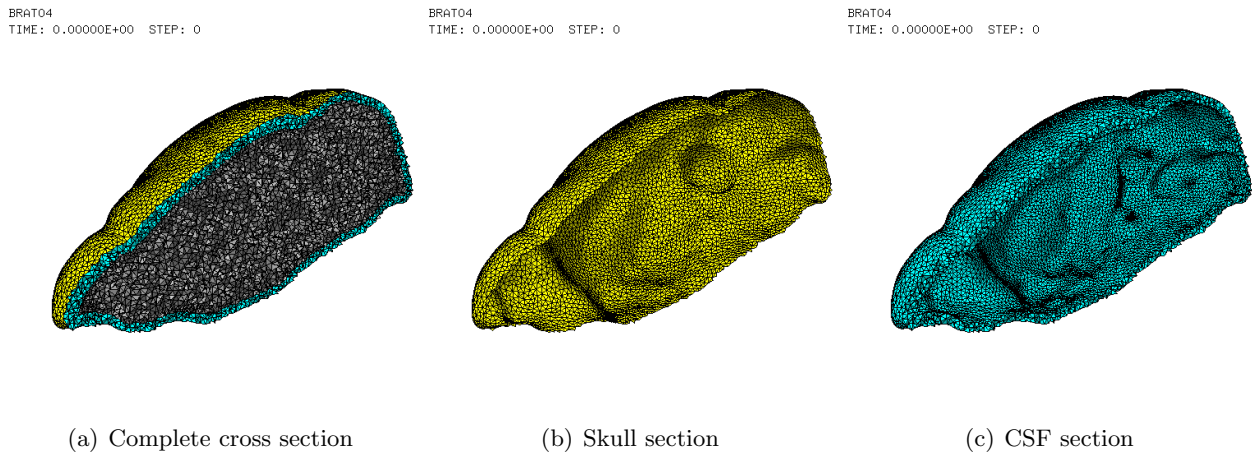 BRAT04
TIME: 0.00000E+00 STEP: 0
BRAT04
TIME: 0.00000E+00 STEP: 0
BRAT04
TIME: 0.00000E+00 STEP: 0
(a) Complete cross section
(b) Skull section
(c) CSF section